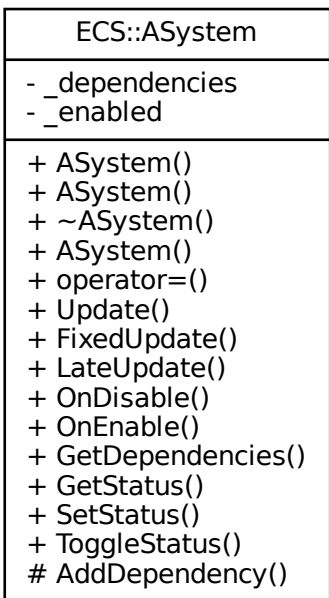 ECS::ASystem
- _dependencies
- _enabled
+ ASystem()
+ ASystem()
+ ~ASystem()
+ ASystem()
+ operator=()
+ Update()
+ FixedUpdate()
+ LateUpdate()
+ OnDisable()
+ OnEnable()
+ GetDependencies()
+ GetStatus()
+ SetStatus()
+ ToggleStatus()
# AddDependency()